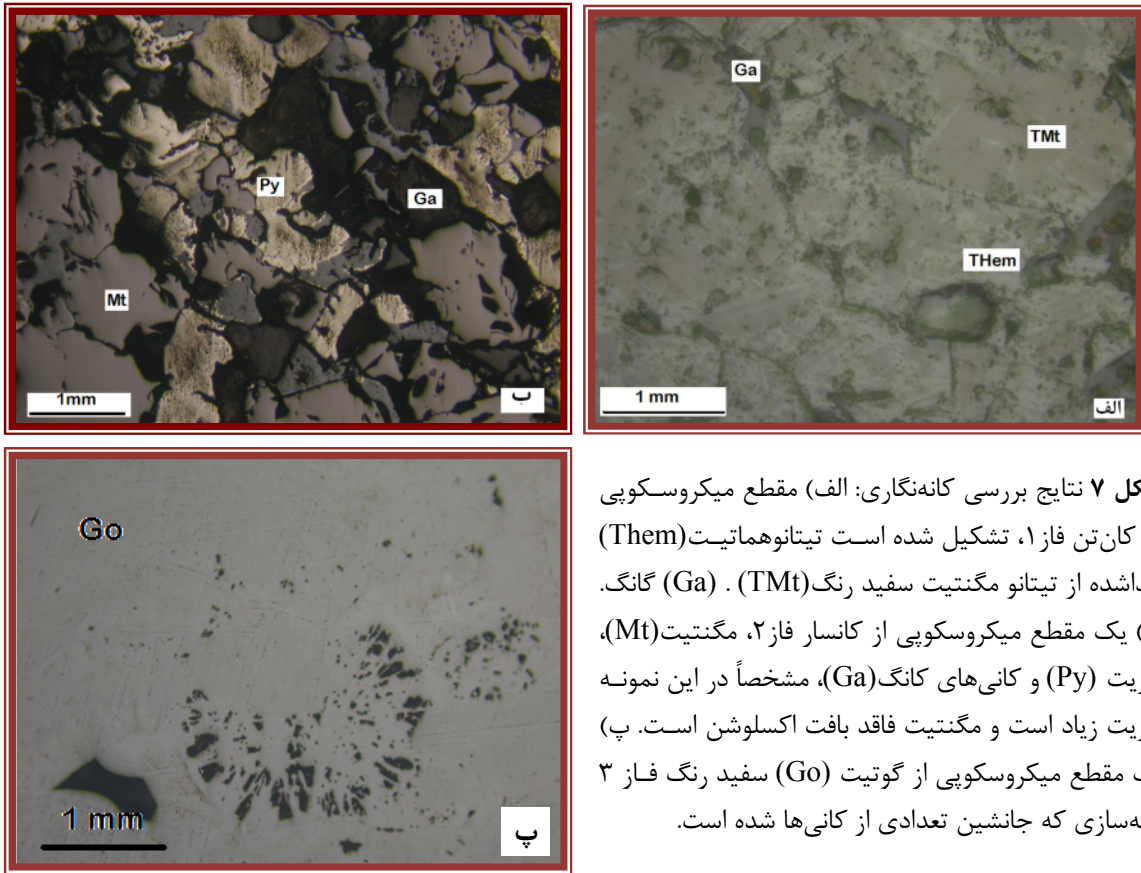 Ga
TMt
THem
1 mm
الف
Py
Ga
Mt
1mm
ب
کل ۷ نتایج بررسی کانه‌نگاری: الف) مقطع میکروسکوپی
کان‌تن فاز۱، تشکیل شده است تیتانوهماتیت(Them)
داشده از تیتانو مگنتیت سفید رنگ(TMt) . (Ga) گانگ.
) یک مقطع میکروسکوپی از کانسار فاز۲، مگنتیت(Mt)،
ریت (Py) و کانی‌های کانگ(Ga)، مشخصاً در این نمونه
ریت زیاد است و مگنتیت فاقد بافت اکسلوشن است. پ)
مقطع میکروسکوپی از گوتیت (Go) سفید رنگ فاز ۳
ه‌سازی که جانشین تعدادی از کانی‌ها شده است.
Go
1 mm
پ